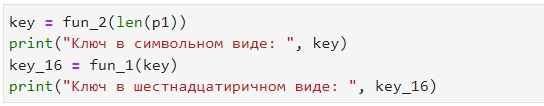 key = fun_2(len(p1))
print("Ключ в символьном виде: ", key)
key_16 = fun_1(key)
print("Ключ в шестнадцатиричном виде: ", key_16)